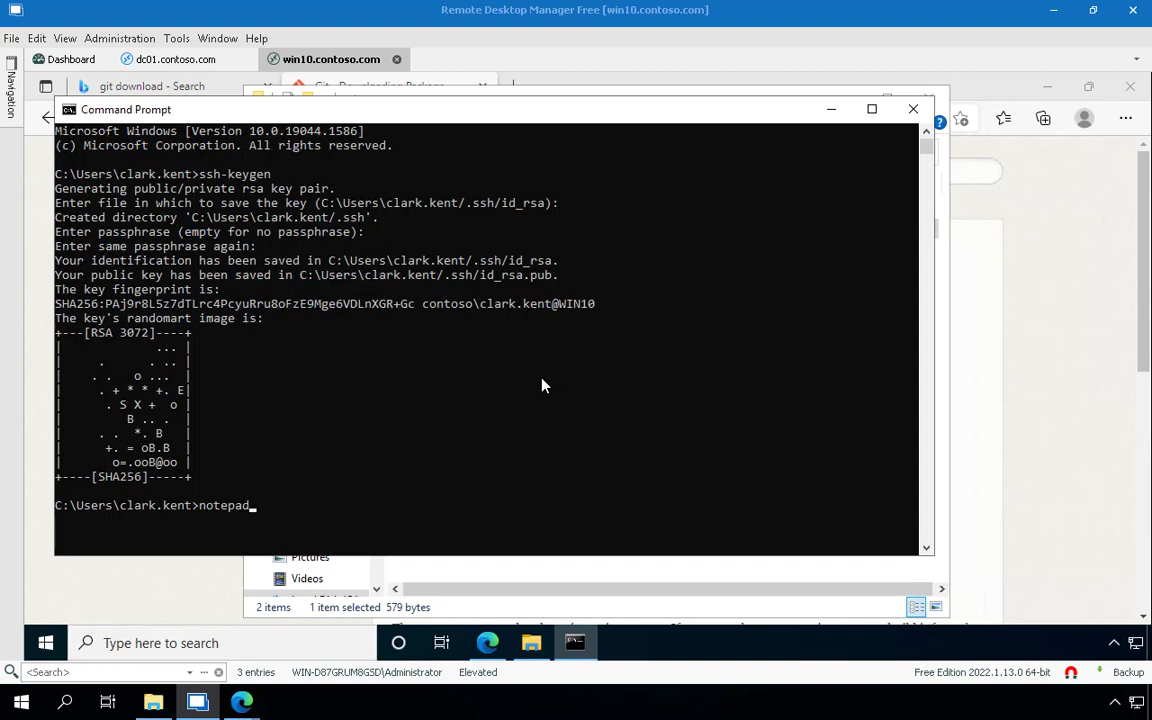 Remote Desktop Manager Free [win10.contoso.com]
File Edit View Administration Tools Window Help
Dashboard dc01.contoso.com win10.contoso.com
Navigation
git download - Search
Command Prompt
Microsoft Windows [Version 10.0.19044.1586]
(c) Microsoft Corporation. All rights reserved.
C:\Users\clark.kent>ssh-keygen
Generating public/private rsa key pair.
Enter file in which to save the key (C:\Users\clark.kent/.ssh/id_rsa):
Created directory 'C:\Users\clark.kent/.ssh'.
Enter passphrase (empty for no passphrase):
Enter same passphrase again:
Your identification has been saved in C:\Users\clark.kent/.ssh/id_rsa.
Your public key has been saved in C:\Users\clark.kent/.ssh/id_rsa.pub.
The key fingerprint is:
SHA256:PAj9r8L5z7dTLrc4PcyuRru8oFzE9Mge6VDLnXGR+Gc contoso\clark.kent@WIN10
The key's randomart image is:
+---[RSA 3072]----+
|             ... |
|     .      . .. |
|    . .   o ...  |
|     . + * * +. E|
|      . S X +  o |
|         B .. .  |
|     . .  *. B   |
|      +. = oB.B  |
|       o=.ooB@oo |
+----[SHA256]-----+
C:\Users\clark.kent>notepad_
Pictures
Videos
2 items 1 item selected 579 bytes
Type here to search
<Search> 3 entries WIN-D87GRUM8GSD\Administrator Elevated Free Edition 2022.1.13.0 64-bit Backup